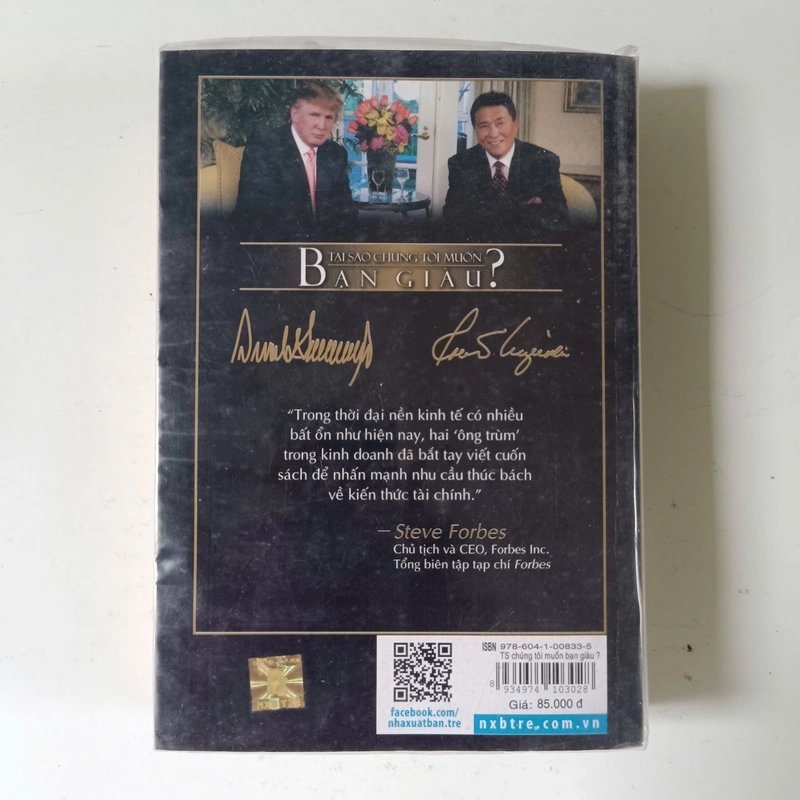 TẠI SAO CHÚNG TÔI MUỐN
BẠN GIÀU?
“Trong thời đại nền kinh tế có nhiều
bất ổn như hiện nay, hai ‘ông trùm’
trong kinh doanh đã bắt tay viết cuốn
sách để nhấn mạnh nhu cầu thúc bách
về kiến thức tài chính.”
— Steve Forbes
Chủ tịch và CEO, Forbes Inc.
Tổng biên tập tạp chí Forbes
ISBN 978-604-1-00833-5
TS chúng tôi muốn bạn giàu ?
8 934974 103028
Giá: 85.000 đ
facebook.com/
nhaxuatban.tre
nxbtre.com.vn